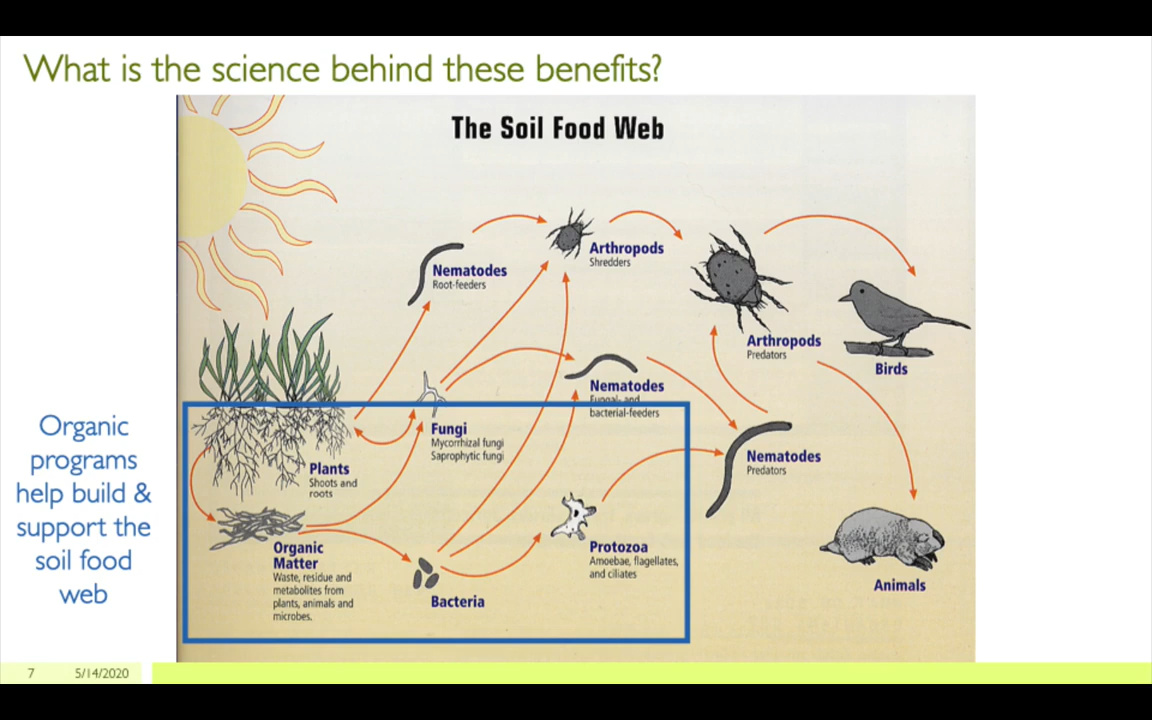 What is the science behind these benefits?
The Soil Food Web
Arthropods
Shredders
Nematodes
Root-feeders
Arthropods
Predators
Birds
Nematodes
Fungal- and
bacterial-feeders
Fungi
Mycorrhizal fungi
Saprophytic fungi
Nematodes
Predators
Plants
Shoots and
roots
Organic
Matter
Waste, residue and
metabolites from
plants, animals and
microbes.
Protozoa
Amoebae, flagellates,
and ciliates
Bacteria
Animals
Organic
programs
help build &
support the
soil food
web
7
5/14/2020